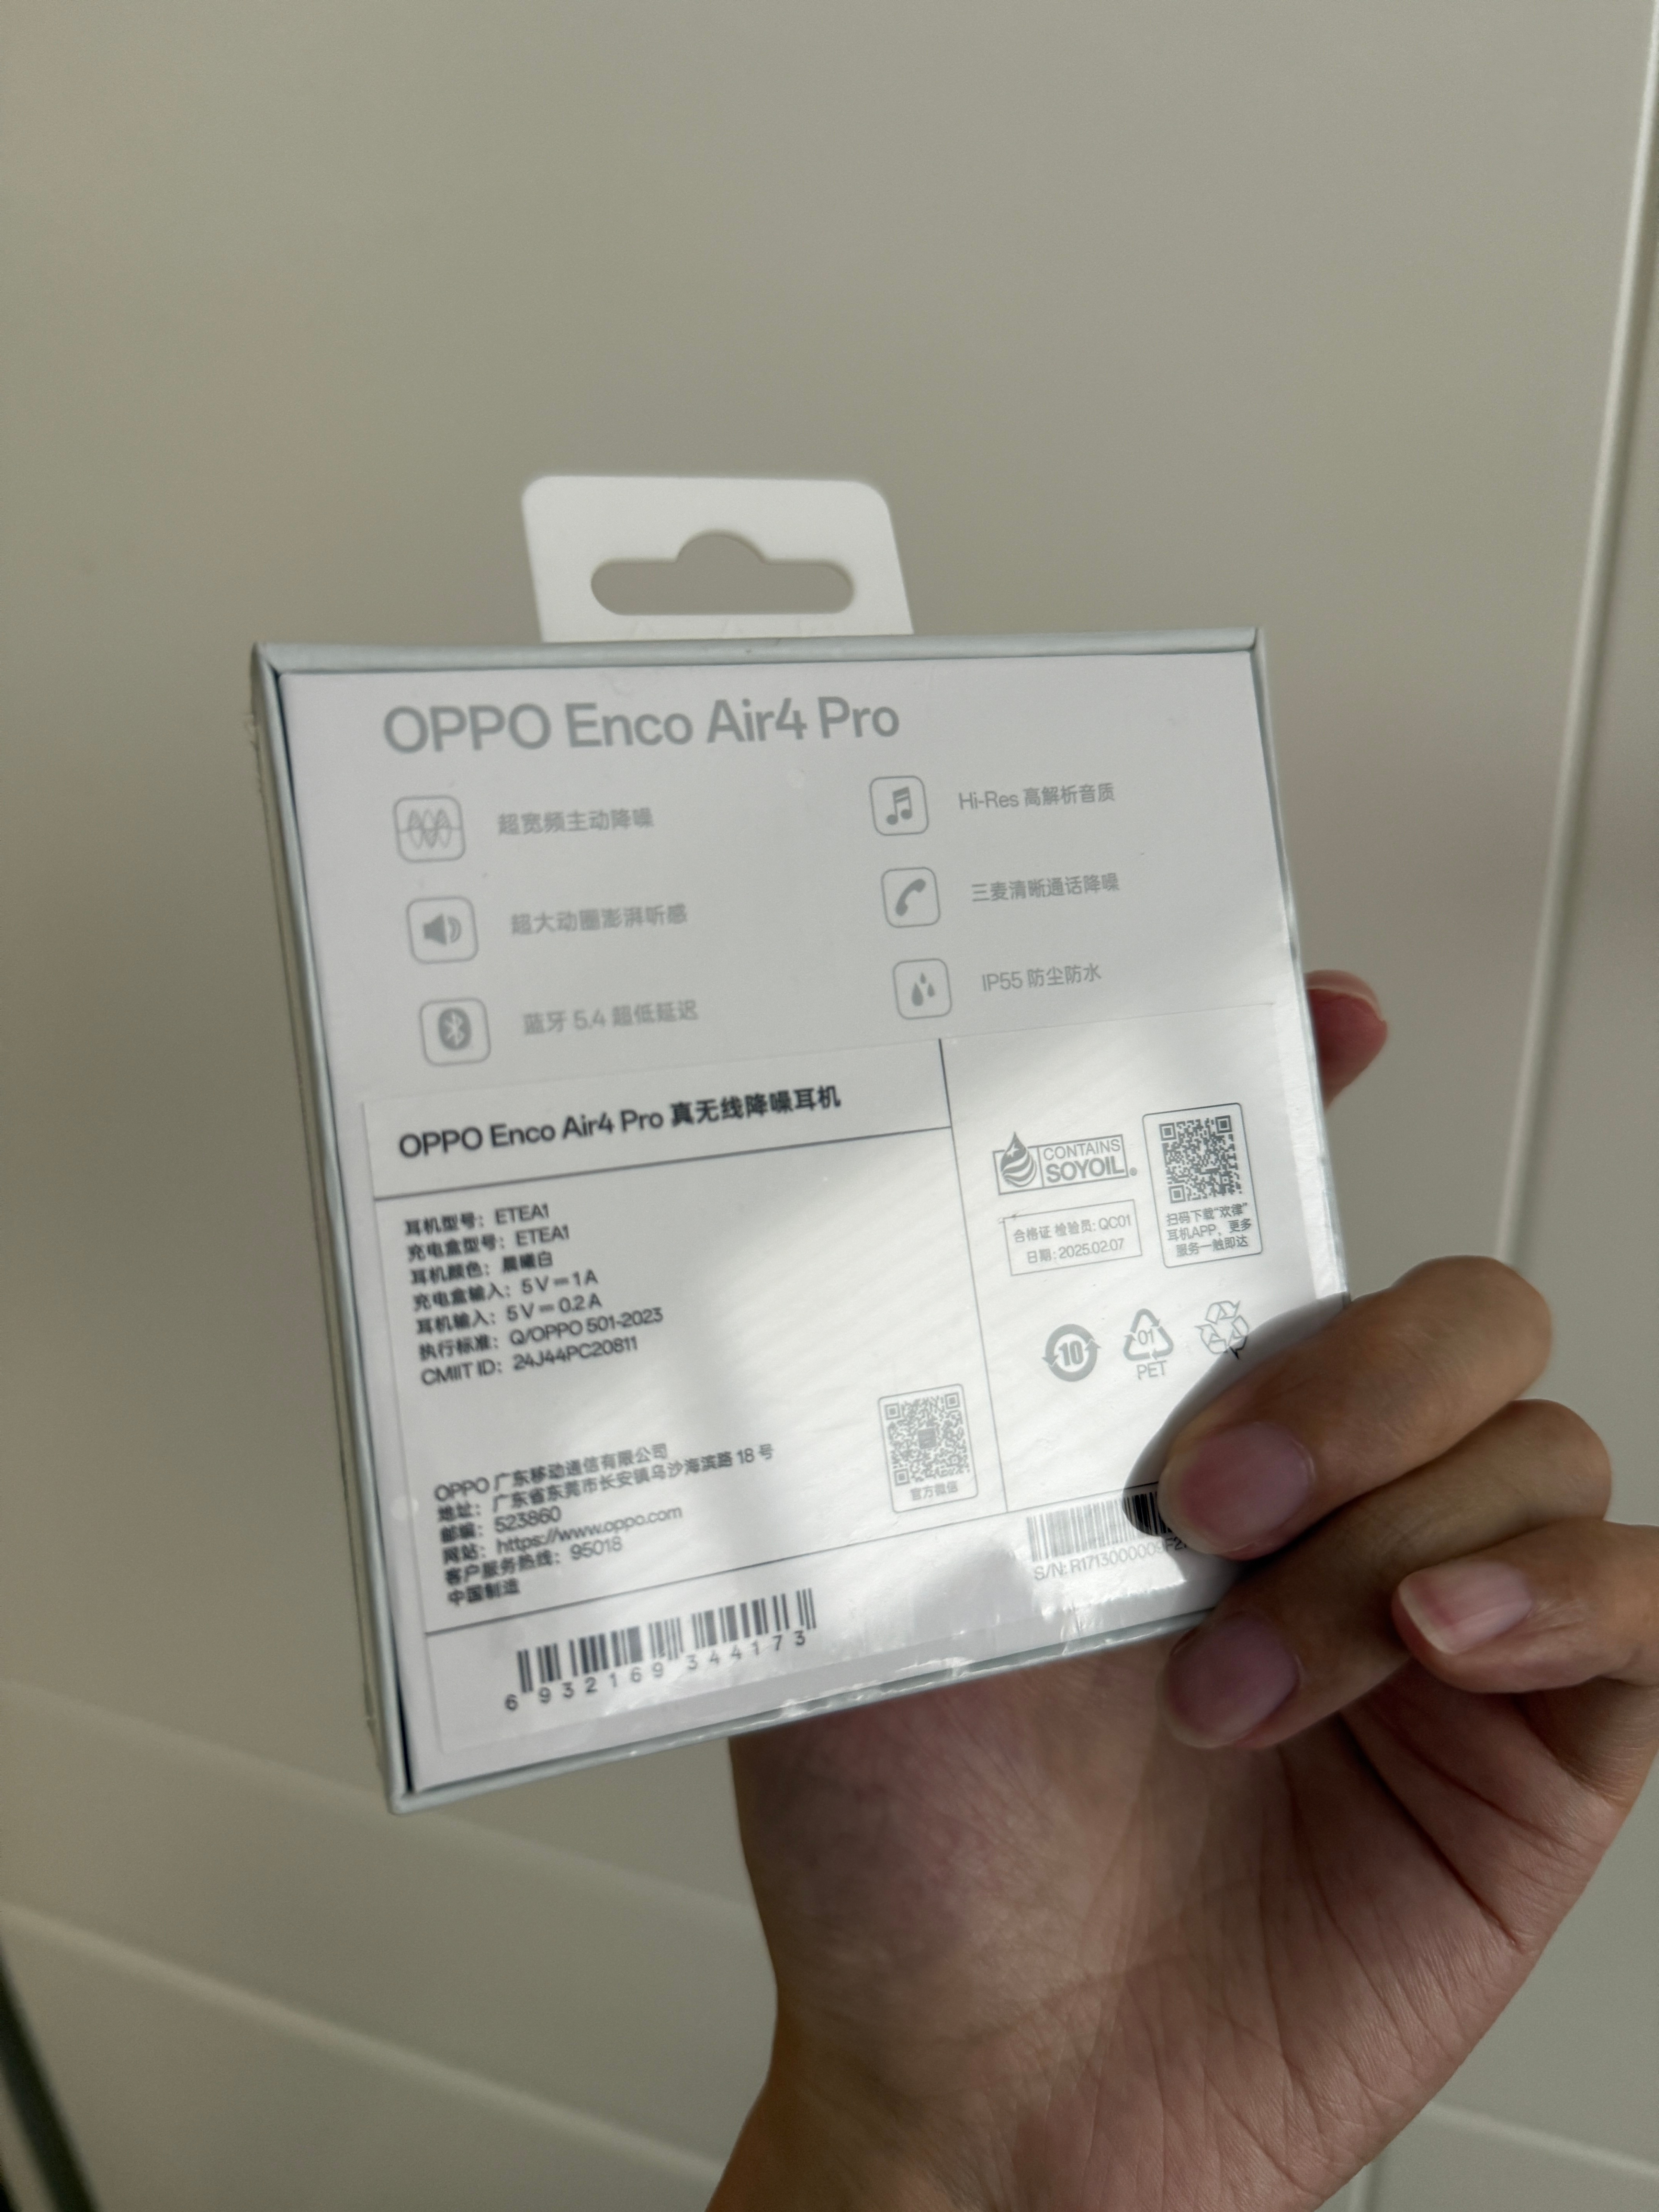 OPPO Enco Air4 Pro
超宽频主动降噪
Hi-Res 高解析音质
超大动圈澎湃听感
三麦清晰通话降噪
蓝牙 5.4 超低延迟
IP55 防尘防水
OPPO Enco Air4 Pro 真无线降噪耳机
耳机型号：ETEA1
充电盒型号：ETEA1
耳机颜色：晨曦白
充电盒输入：5 V⎓1 A
耳机输入：5 V⎓0.2 A
执行标准：Q/OPPO 501-2023
CMIIT ID：24J44PC20811
OPPO 广东移动通信有限公司
地址：广东省东莞市长安镇乌沙海滨路 18 号
邮编：523860
网站：https://www.oppo.com
客户服务热线：95018
中国制造
官方微信
6 932169 344173
CONTAINS
SOYOIL®
合格证 检验员: QC01
日期: 2025.02.07
扫码下载“欢律”
耳机APP，更多
服务一触即达
10
01
PET
S/N: R1713000009F2